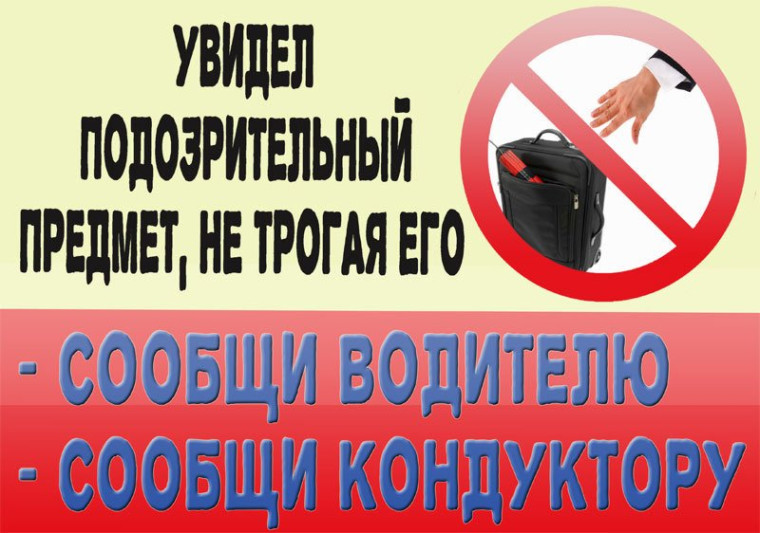 УВИДЕЛ
ПОДОЗРИТЕЛЬНЫЙ
ПРЕДМЕТ, НЕ ТРОГАЯ ЕГО
- СООБЩИ ВОДИТЕЛЮ
- СООБЩИ КОНДУКТОРУ